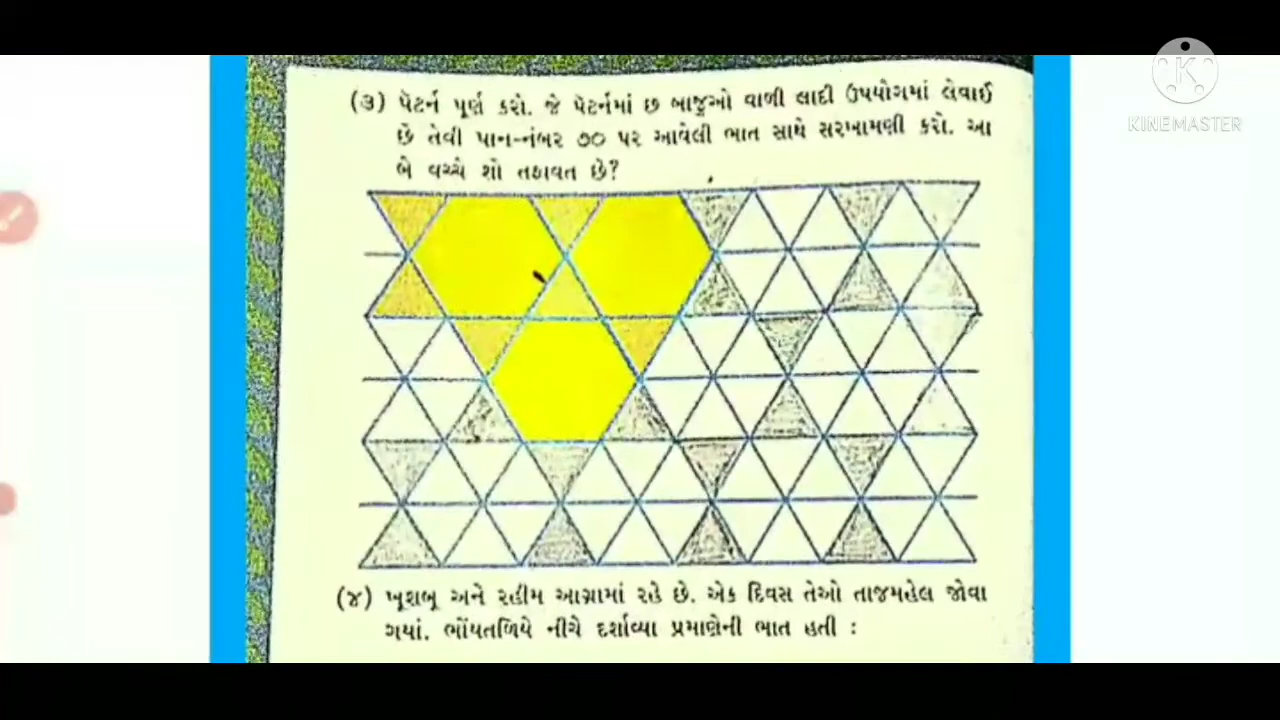 KINEMASTER
(૩) પૅટર્ન પૂર્ણ કરો. જે પૅટર્નમાં છ બાજુઓ વાળી લાદી ઉપયોગમાં લેવાઈ
છે તેવી પાન-નંબર ૭૦ પર આવેલી ભાત સાથે સરખામણી કરો. આ
બે વચ્ચે શો તફાવત છે?
(૪) ખૂશબૂ અને રહીમ આગ્રામાં રહે છે. એક દિવસ તેઓ તાજમહેલ જોવા
ગયાં. ભોંયતળિયે નીચે દર્શાવ્યા પ્રમાણેની ભાત હતી :